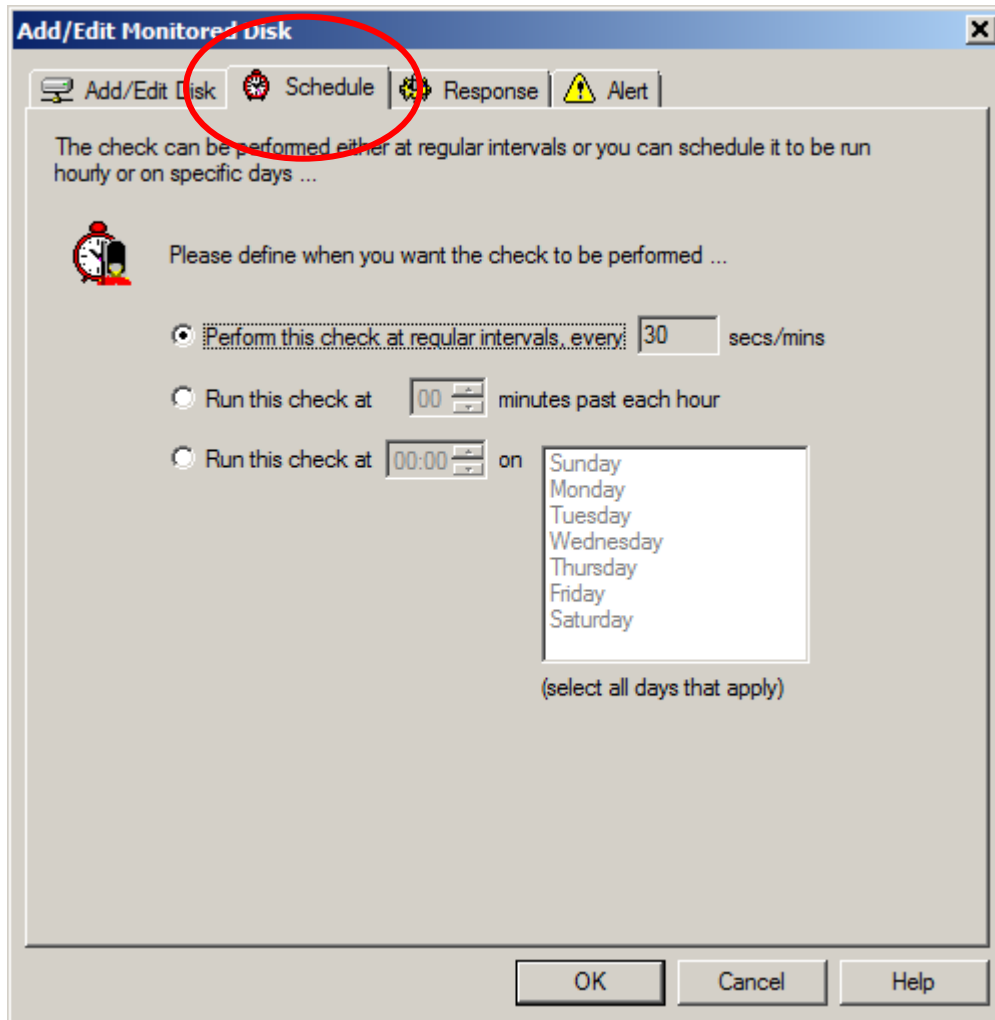 Add/Edit Monitored Disk
Add/Edit Disk Schedule Response Alert
The check can be performed either at regular intervals or you can schedule it to be run
hourly or on specific days ...
Please define when you want the check to be performed ...
Perform this check at regular intervals, every 30 secs/mins
Run this check at 00 minutes past each hour
Run this check at 00:00 on
Sunday
Monday
Tuesday
Wednesday
Thursday
Friday
Saturday
(select all days that apply)
OK Cancel Help